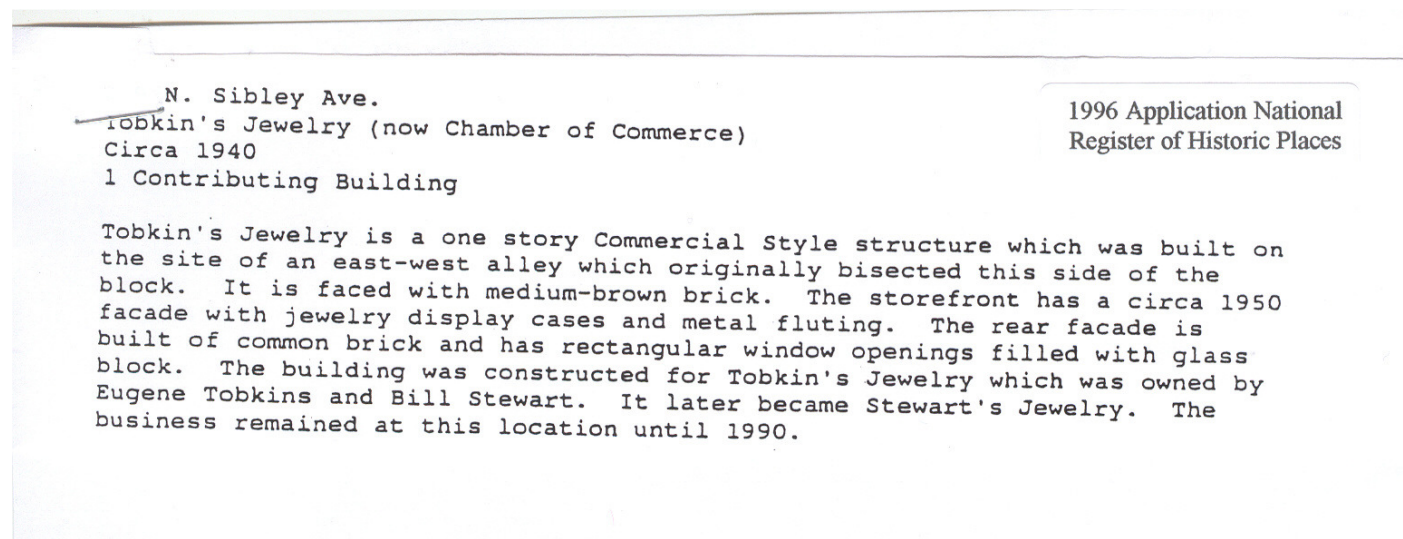 N. Sibley Ave.
Tobkin's Jewelry (now Chamber of Commerce)
Circa 1940
1 Contributing Building
1996 Application National
Register of Historic Places
Tobkin's Jewelry is a one story Commercial Style structure which was built on
the site of an east-west alley which originally bisected this side of the
block. It is faced with medium-brown brick. The storefront has a circa 1950
facade with jewelry display cases and metal fluting. The rear facade is
built of common brick and has rectangular window openings filled with glass
block. The building was constructed for Tobkin's Jewelry which was owned by
Eugene Tobkins and Bill Stewart. It later became Stewart's Jewelry. The
business remained at this location until 1990.